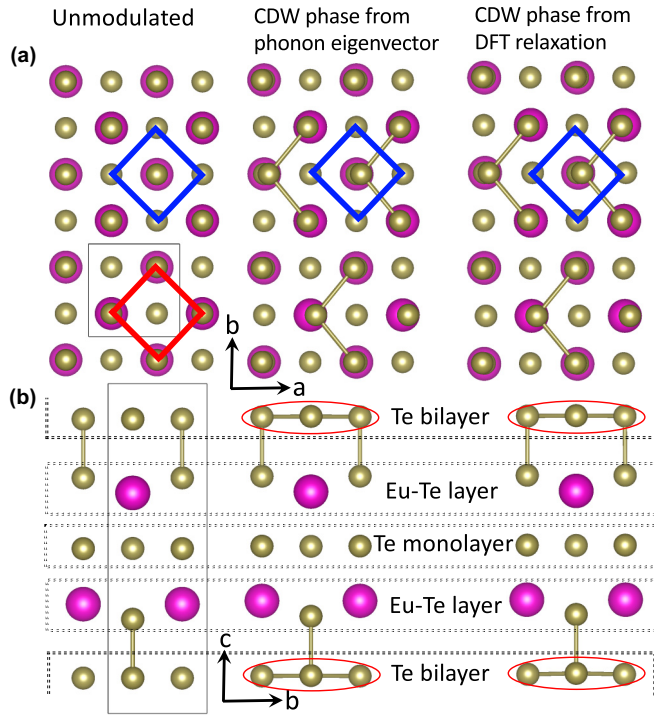 Unmodulated
CDW phase from
phonon eigenvector
CDW phase from
DFT relaxation
(a)
b
a
(b)
Te bilayer
Eu-Te layer
Te monolayer
Eu-Te layer
c
b
Te bilayer